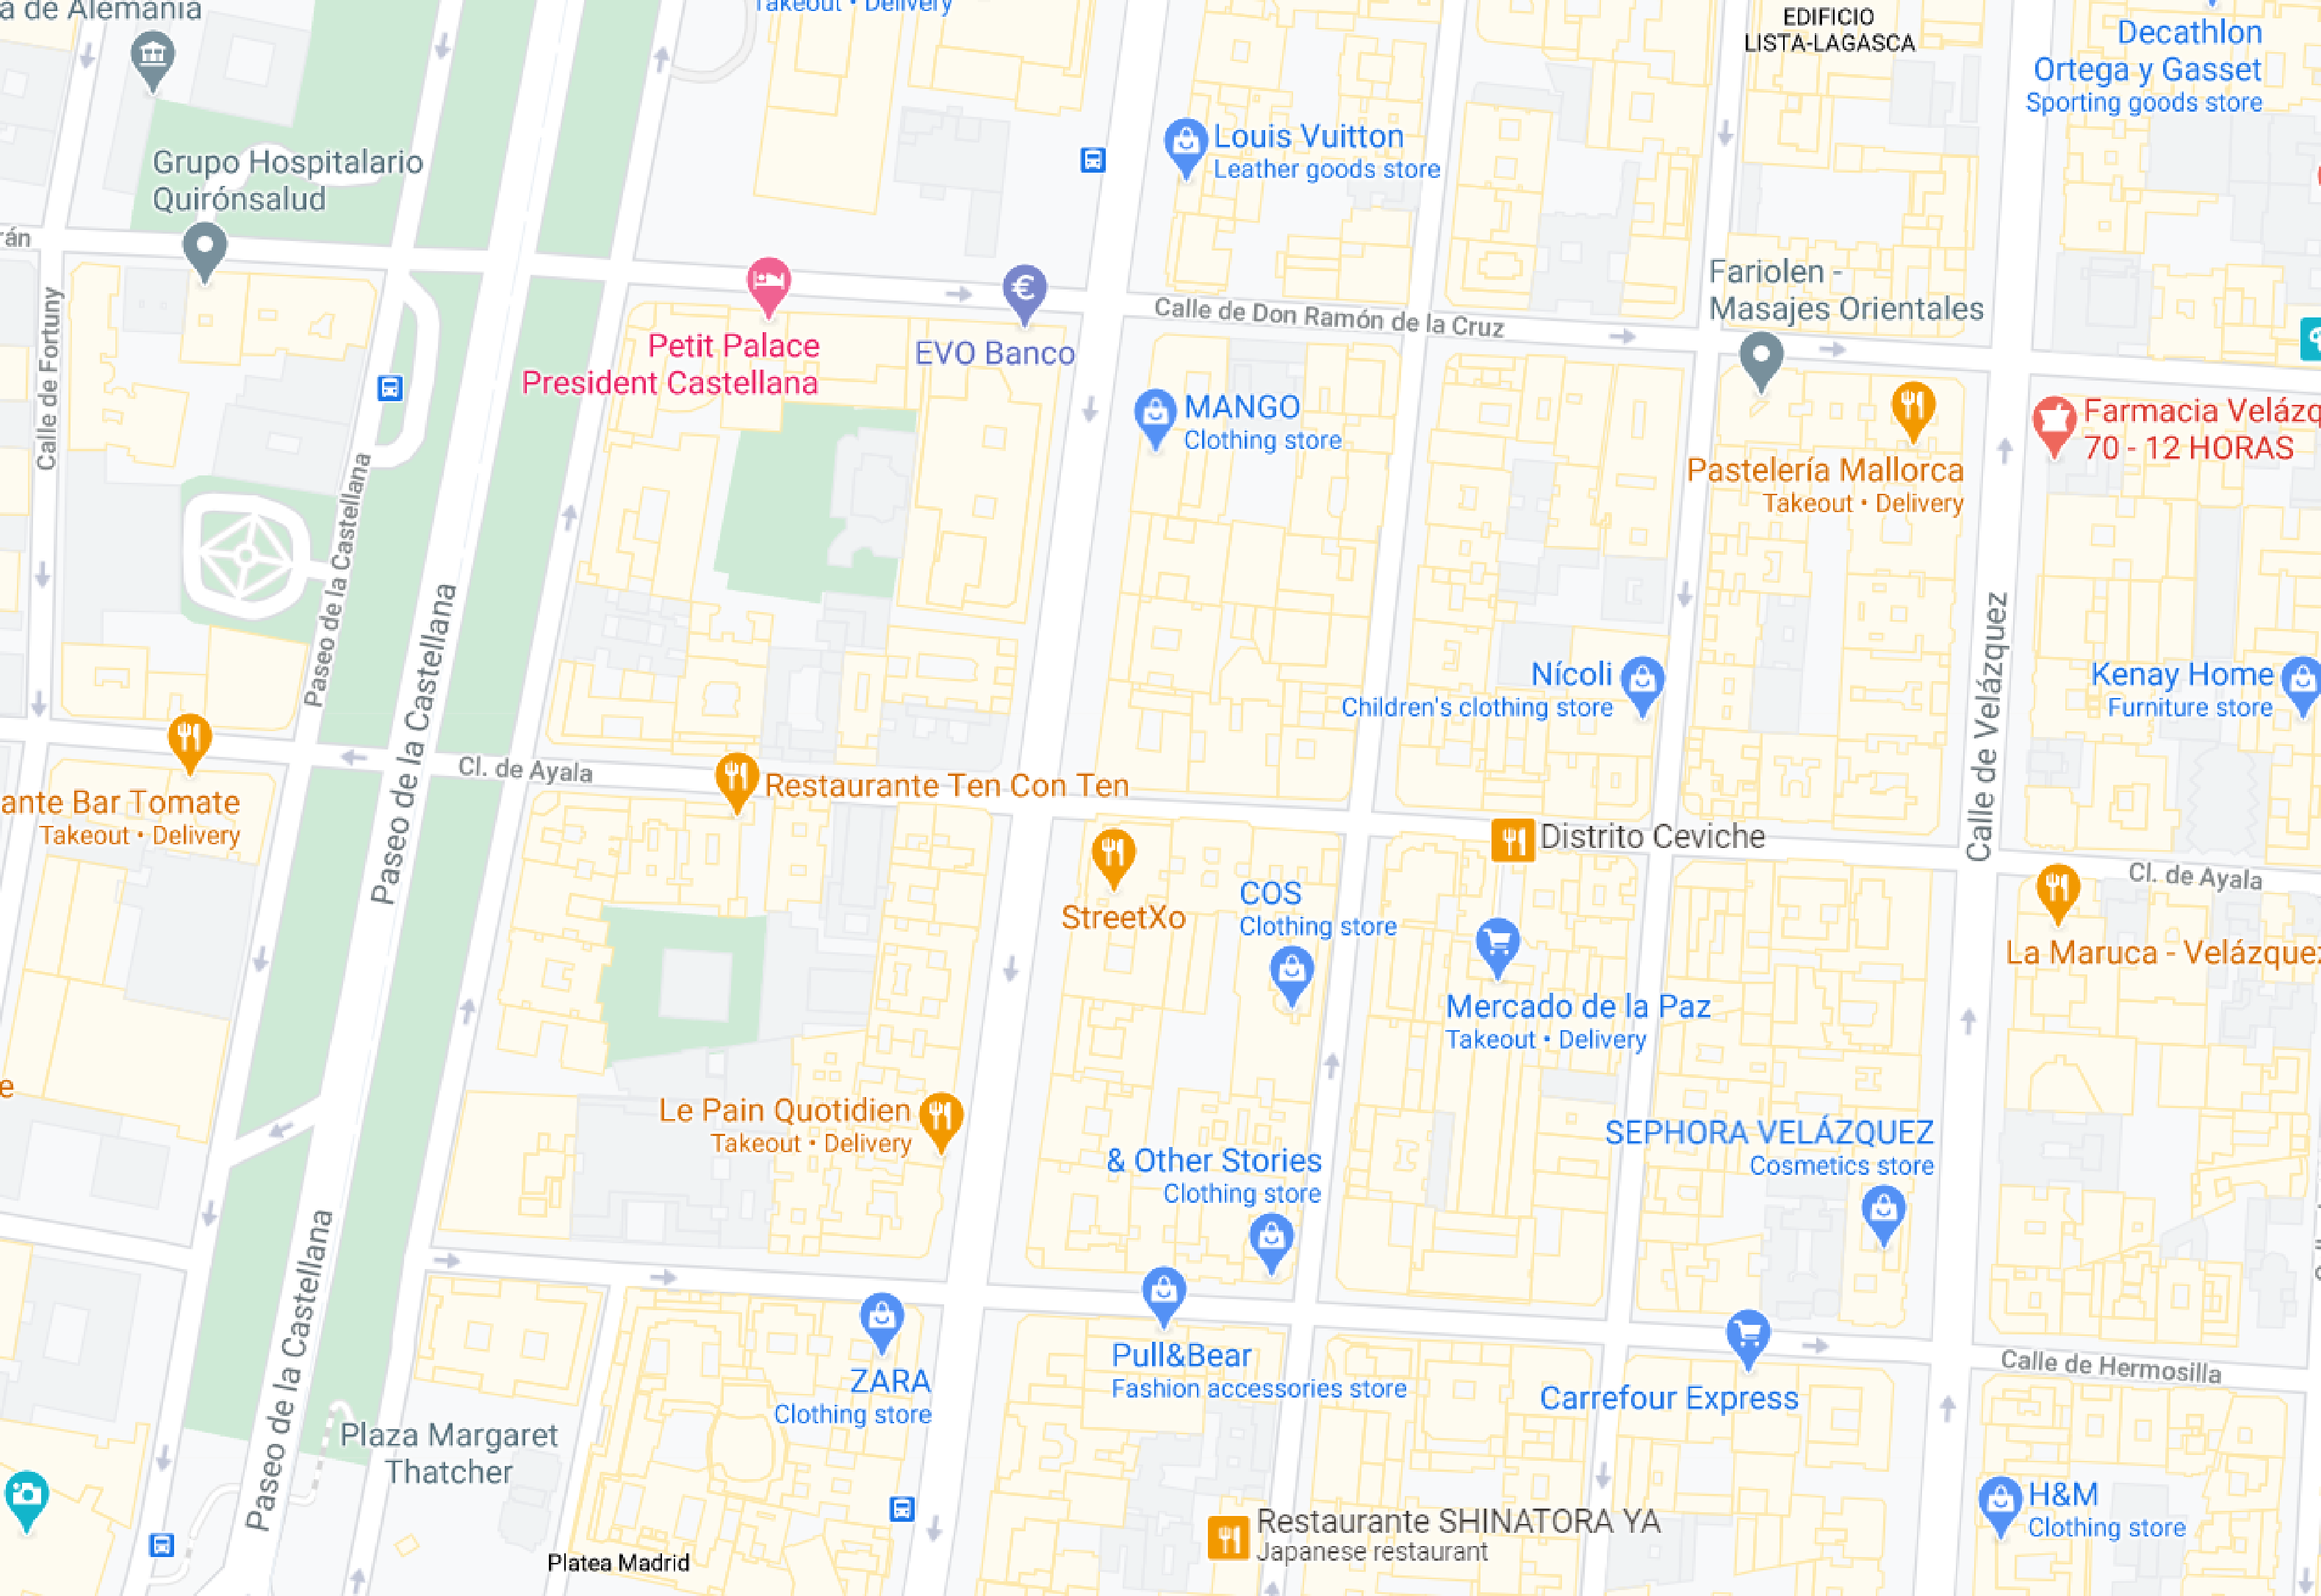 a de Alemania
Takeout • Delivery
EDIFICIO
LISTA-LAGASCA
Decathlon
Ortega y Gasset
Sporting goods store
Louis Vuitton
Leather goods store
Grupo Hospitalario
Quirónsalud
rán
Calle de Fortuny
Petit Palace
President Castellana
€
EVO Banco
Calle de Don Ramón de la Cruz
Fariolen -
Masajes Orientales
MANGO
Clothing store
Pastelería Mallorca
Takeout • Delivery
Farmacia Velázq
70 - 12 HORAS
Paseo de la Castellana
Paseo de la Castellana
Calle de Velázquez
Nícoli
Children's clothing store
Kenay Home
Furniture store
ante Bar Tomate
Takeout • Delivery
Cl. de Ayala
Restaurante Ten Con Ten
Distrito Ceviche
Cl. de Ayala
StreetXo
COS
Clothing store
La Maruca - Velázquez
Mercado de la Paz
Takeout • Delivery
e
Le Pain Quotidien
Takeout • Delivery
& Other Stories
Clothing store
SEPHORA VELÁZQUEZ
Cosmetics store
Paseo de la Castellana
ZARA
Clothing store
Pull&Bear
Fashion accessories store
Carrefour Express
Calle de Hermosilla
Plaza Margaret
Thatcher
H&M
Clothing store
Restaurante SHINATORA YA
Japanese restaurant
Platea Madrid